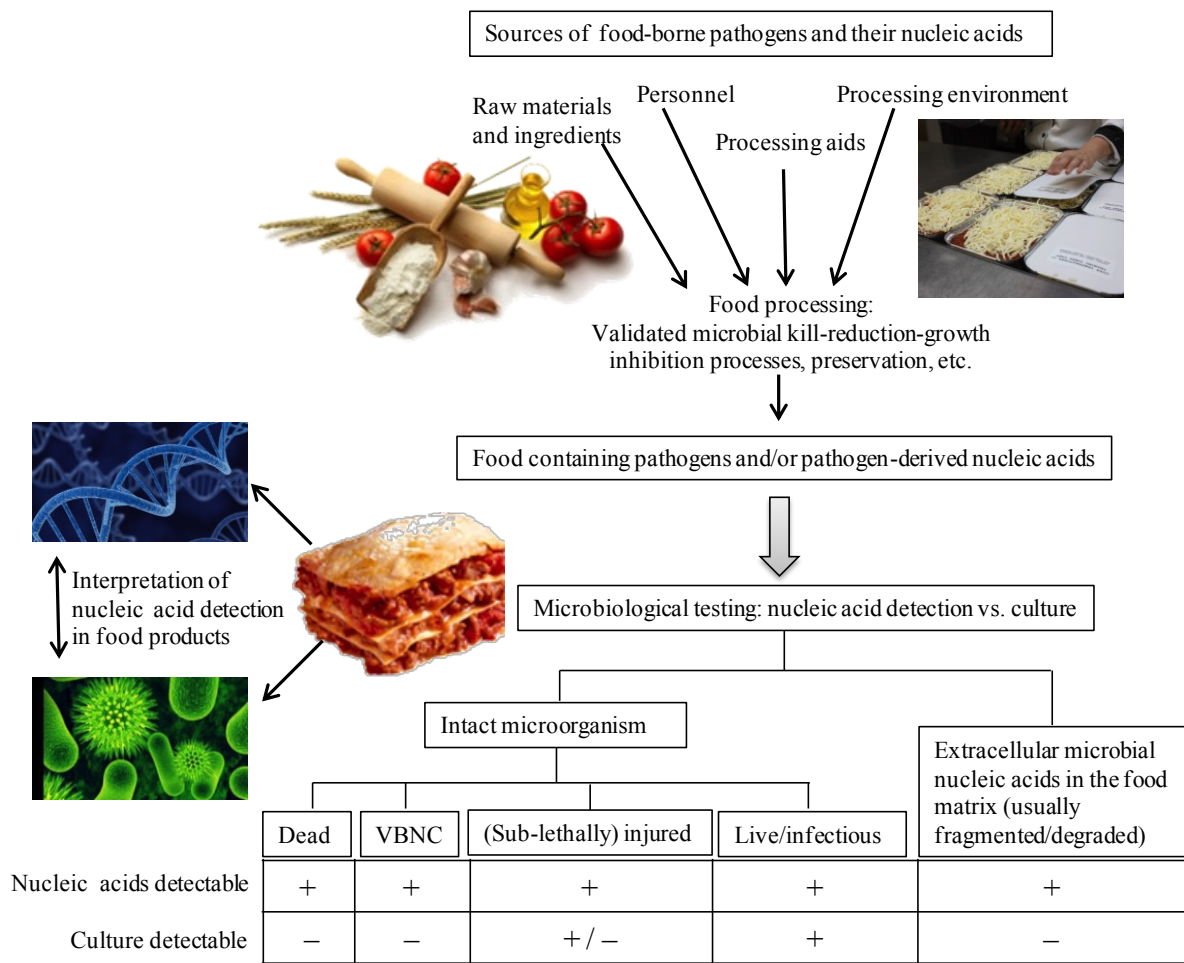 Sources of food-borne pathogens and their nucleic acids
Raw materials
and ingredients
Personnel
Processing aids
Processing environment
Food processing:
Validated microbial kill-reduction-growth
inhibition processes, preservation, etc.
Food containing pathogens and/or pathogen-derived nucleic acids
Interpretation of
nucleic acid detection
in food products
Microbiological testing: nucleic acid detection vs. culture
Intact microorganism
Extracellular microbial
nucleic acids in the food
matrix (usually
fragmented/degraded)
Dead VBNC (Sub-lethally) injured Live/infectious
Nucleic acids detectable + + + + +
Culture detectable – – + / – + –